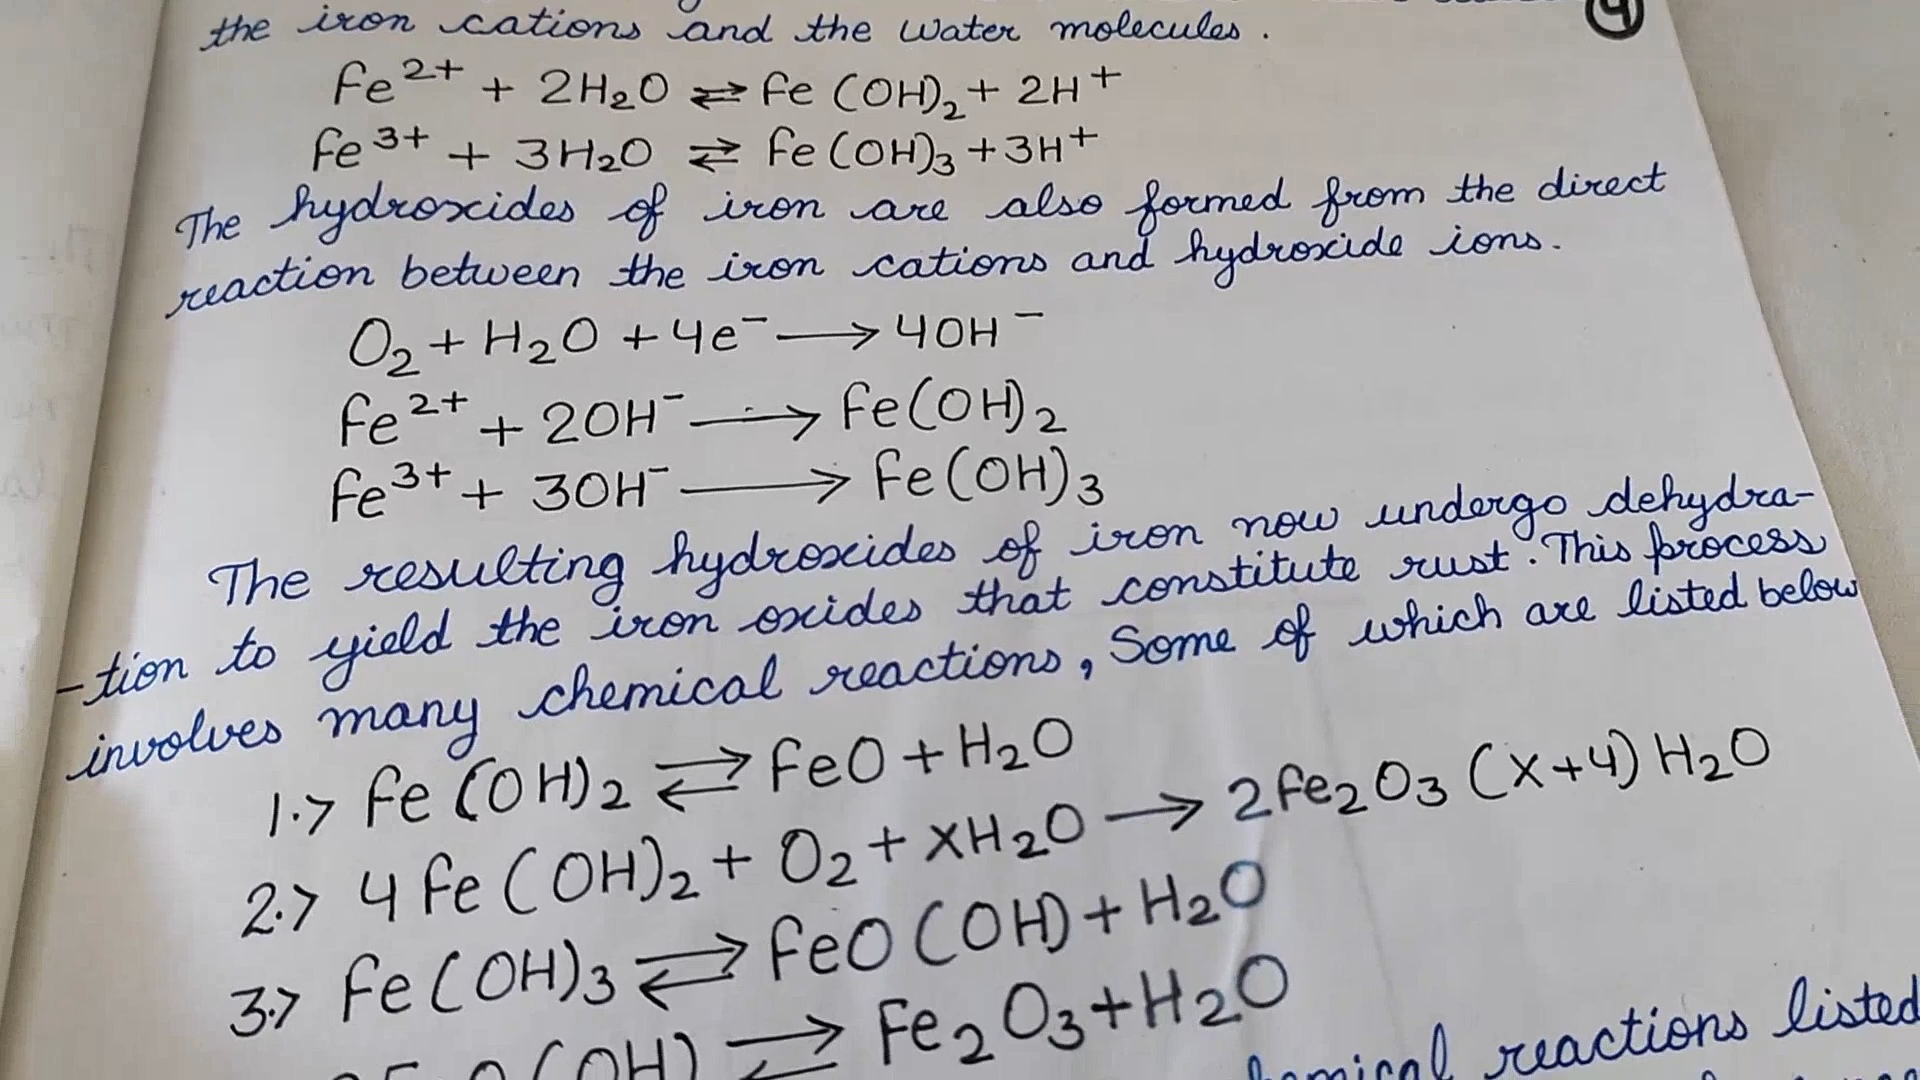 the iron cations and the water molecules.
4
Fe²⁺ + 2H₂O ⇌ Fe (OH)₂ + 2H⁺
Fe³⁺ + 3H₂O ⇌ Fe (OH)₃ + 3H⁺
The hydroxides of iron are also formed from the direct
reaction between the iron cations and hydroxide ions.
O₂ + H₂O + 4e⁻ → 4OH⁻
Fe²⁺ + 2OH⁻ → Fe(OH)₂
Fe³⁺ + 3OH⁻ → Fe(OH)₃
The resulting hydroxides of iron now undergo dehydra-
-tion to yield the iron oxides that constitute rust. This process
involves many chemical reactions, Some of which are listed below
1.> Fe (OH)₂ ⇌ FeO + H₂O
2.> 4 Fe (OH)₂ + O₂ + xH₂O → 2Fe₂O₃ (x+4) H₂O
3.> Fe(OH)₃ ⇌ FeO (OH) + H₂O
O (OH) ⇌ Fe₂O₃ + H₂O
reactions listed